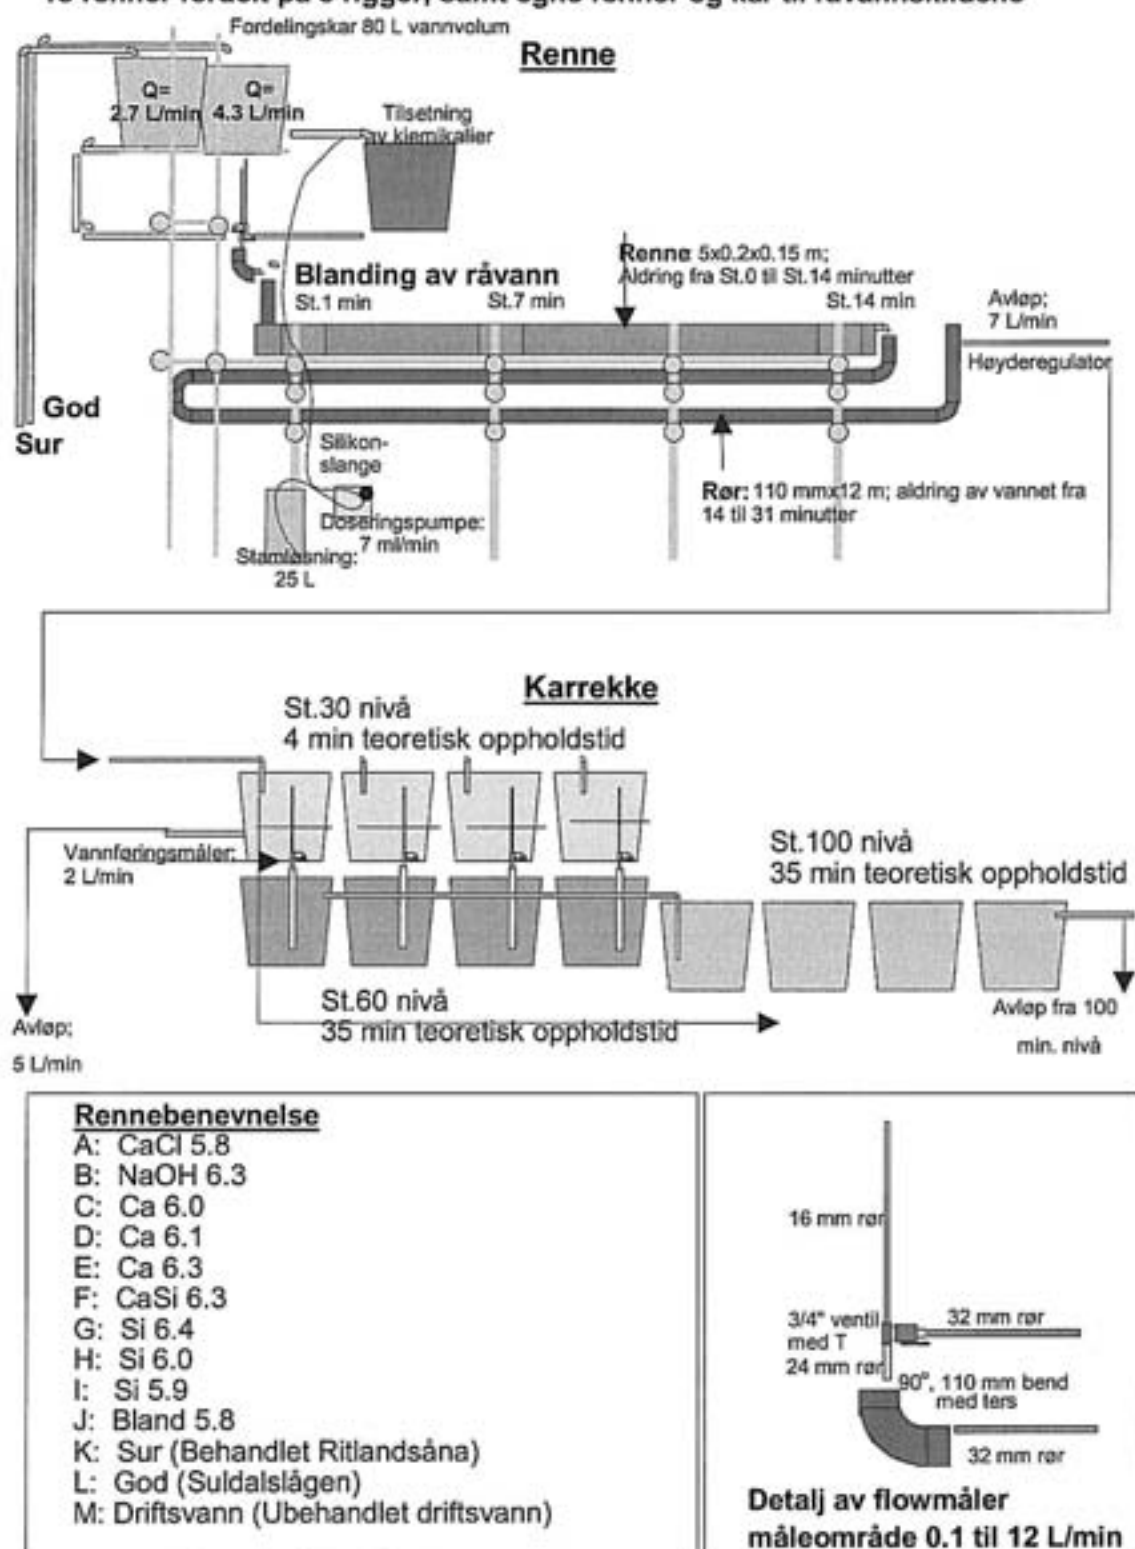 Fordelingskar 80 L vannvolum
Renne
Q=
2.7 L/min
Q=
4.3 L/min
Tilsetning
av kjemikalier
Renne 5x0.2x0.15 m;
Aldring fra St.0 til St.14 minutter
Blanding av råvann
St.1 min
St.7 min
St.14 min
Avløp;
7 L/min
Høyderegulator
God
Sur
Silikon-
slange
Rør: 110 mmx12 m; aldring av vannet fra
14 til 31 minutter
Doseringspumpe:
7 ml/min
Stamløsning:
25 L
Karrekke
St.30 nivå
4 min teoretisk oppholdstid
Vannføringsmåler;
2 L/min
St.100 nivå
35 min teoretisk oppholdstid
St.60 nivå
35 min teoretisk oppholdstid
Avløp;
5 L/min
Avløp fra 100
min. nivå
Rennebenevnelse
A: CaCl 5.8
B: NaOH 6.3
C: Ca 6.0
D: Ca 6.1
E: Ca 6.3
F: CaSi 6.3
G: Si 6.4
H: Si 6.0
I: Si 5.9
J: Bland 5.8
K: Sur (Behandlet Ritlandsåna)
L: God (Suldalslågen)
M: Driftsvann (Ubehandlet driftsvann)
16 mm rør
3/4" ventil
med T
32 mm rør
24 mm rør
90°, 110 mm bend
med ters
32 mm rør
Detalj av flowmåler
måleområde 0.1 til 12 L/min